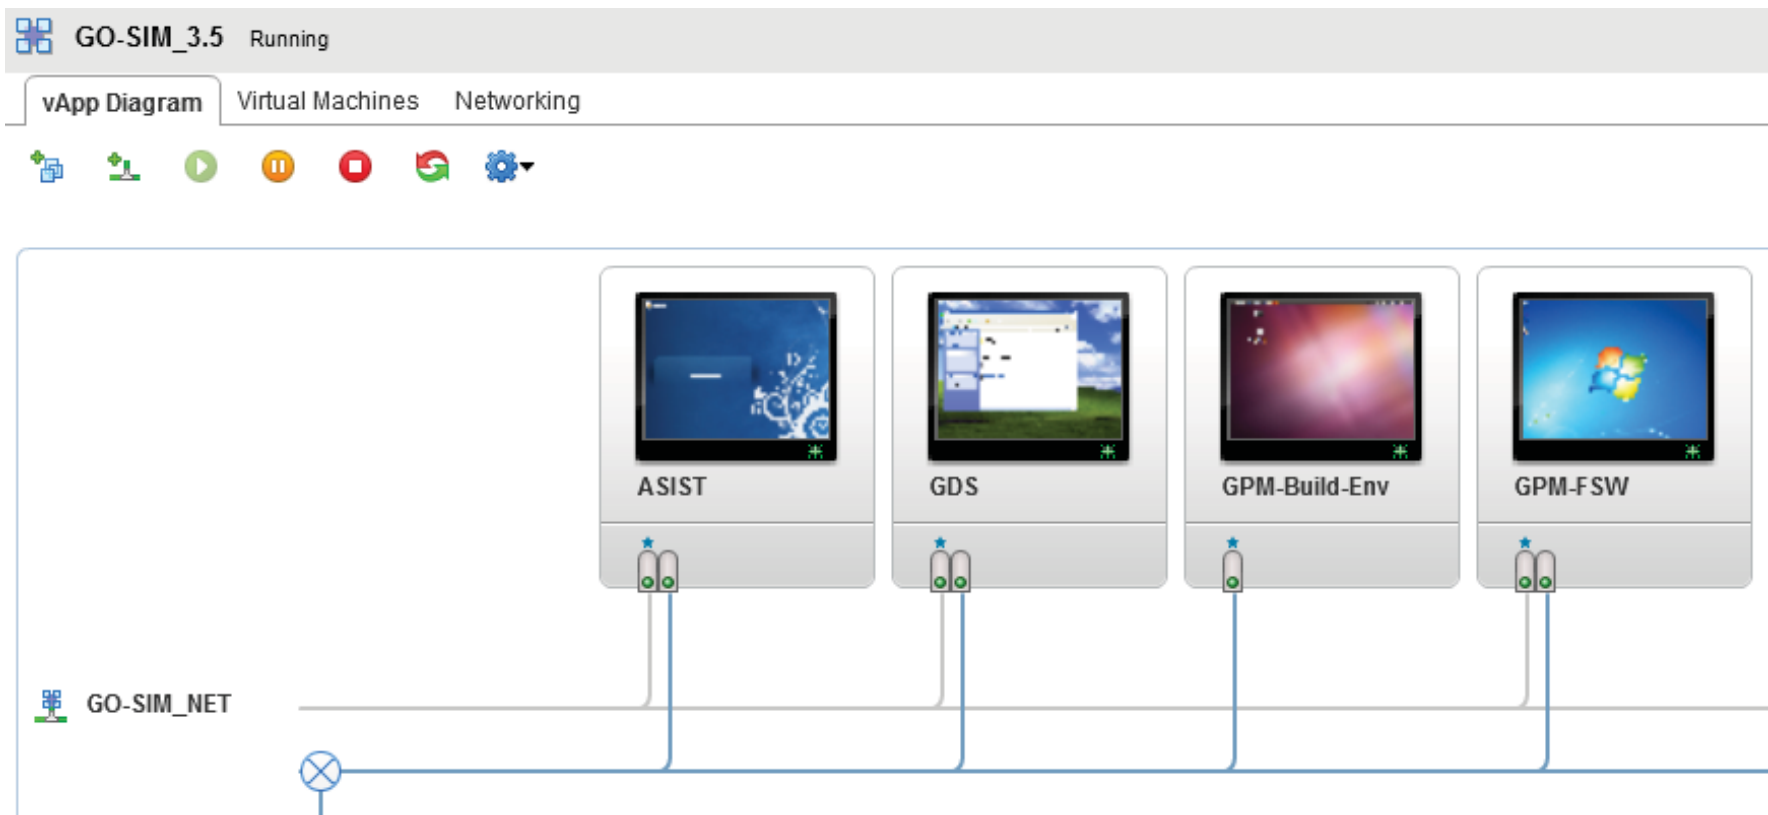 GO-SIM_3.5 Running
vApp Diagram Virtual Machines Networking
ASIST GDS GPM-Build-Env GPM-FSW
GO-SIM_NET